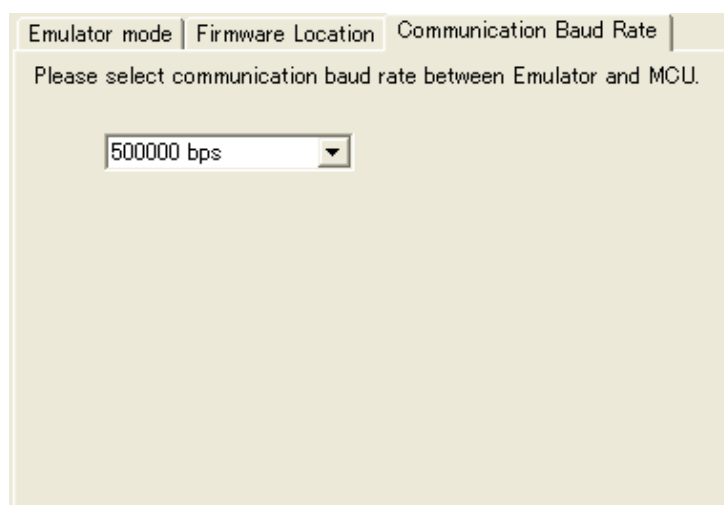 Emulator mode Firmware Location Communication Baud Rate
Please select communication baud rate between Emulator and MCU.
500000 bps